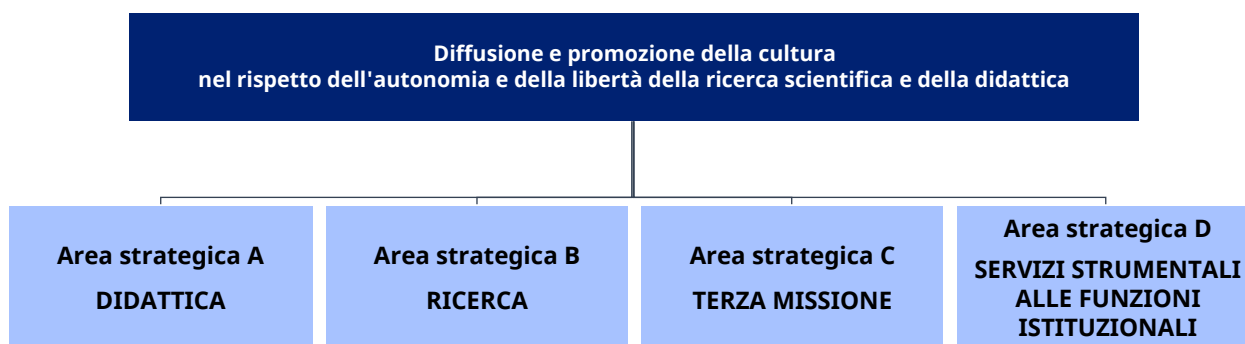 Diffusione e promozione della cultura
nel rispetto dell'autonomia e della libertà della ricerca scientifica e della didattica
Area strategica A
DIDATTICA
Area strategica B
RICERCA
Area strategica C
TERZA MISSIONE
Area strategica D
SERVIZI STRUMENTALI
ALLE FUNZIONI
ISTITUZIONALI